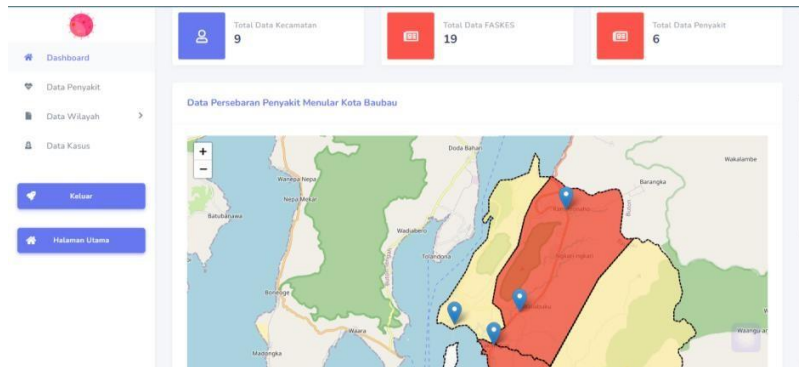 Total Data Kecamatan
9
Total Data FASKES
19
Total Data Penyakit
6
Dashboard
Data Penyakit
Data Wilayah
Data Kasus
Keluar
Halaman Utama
Data Persebaran Penyakit Menular Kota Baubau
+
−
Doda Bahari
Wakalambe
Wanepa Nepa
Barangka
Nepa Mekar
Batubanawa
Wadiabero
Tolandona
Boneoge
Waara
Madongka